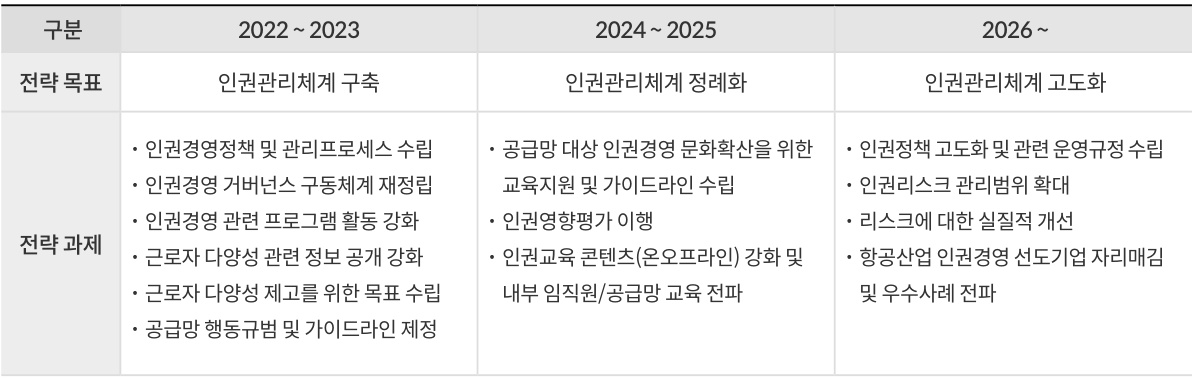 구분 2022 ~ 2023 2024 ~ 2025 2026 ~
전략 목표 인권관리체계 구축 인권관리체계 정례화 인권관리체계 고도화
전략 과제
· 인권경영정책 및 관리프로세스 수립
· 인권경영 거버넌스 구동체계 재정립
· 인권경영 관련 프로그램 활동 강화
· 근로자 다양성 관련 정보 공개 강화
· 근로자 다양성 제고를 위한 목표 수립
· 공급망 행동규범 및 가이드라인 제정
· 공급망 대상 인권경영 문화확산을 위한
교육지원 및 가이드라인 수립
· 인권영향평가 이행
· 인권교육 콘텐츠(온오프라인) 강화 및
내부 임직원/공급망 교육 전파
· 인권정책 고도화 및 관련 운영규정 수립
· 인권리스크 관리범위 확대
· 리스크에 대한 실질적 개선
· 항공산업 인권경영 선도기업 자리매김
및 우수사례 전파